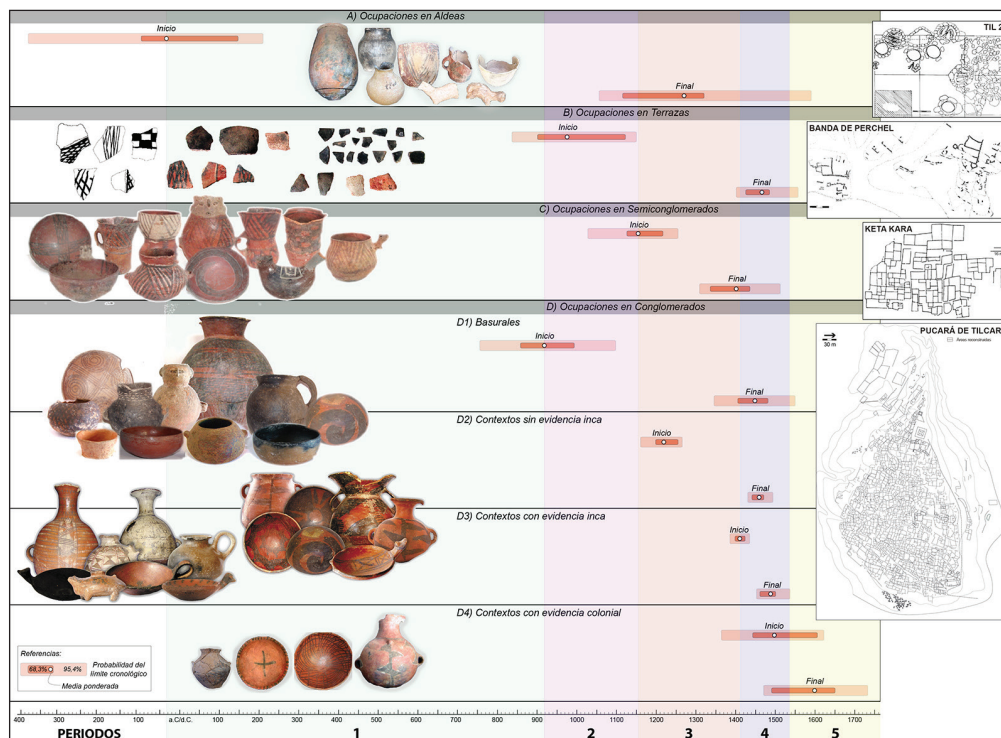 A) Ocupaciones en Aldeas
Inicio
Final
TIL 2
B) Ocupaciones en Terrazas
Inicio
Final
BANDA DE PERCHEL
C) Ocupaciones en Semiconglomerados
Inicio
Final
KETA KARA
D) Ocupaciones en Conglomerados
D1) Basurales
Inicio
Final
PUCARÁ DE TILCAR
30 m
Áreas reconstruidas
D2) Contextos sin evidencia inca
Inicio
Final
D3) Contextos con evidencia inca
Inicio
Final
D4) Contextos con evidencia colonial
Inicio
Final
Referencias:
68,3% 95,4% Probabilidad del
límite cronológico
Media ponderada
400 300 200 100 a.C/d.C. 100 200 300 400 500 600 700 800 900 1000 1100 1200 1300 1400 1500 1600 1700
PERIODOS 1 2 3 4 5